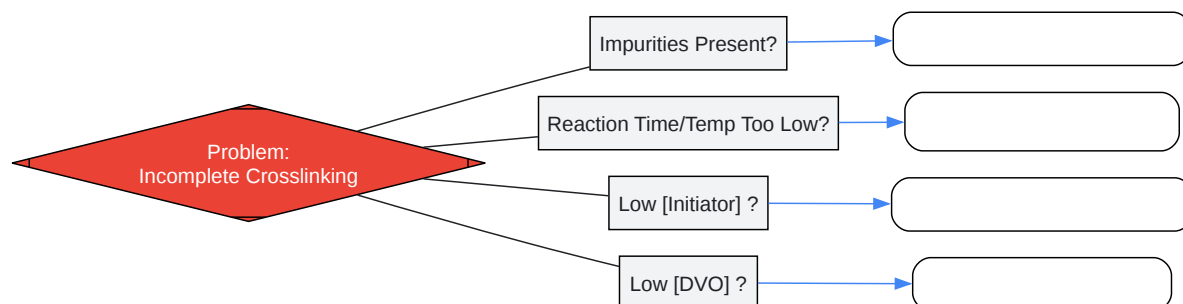 Problem:
Incomplete Crosslinking
Impurities Present?
Reaction Time/Temp Too Low?
Low [Initiator] ?
Low [DVO] ?